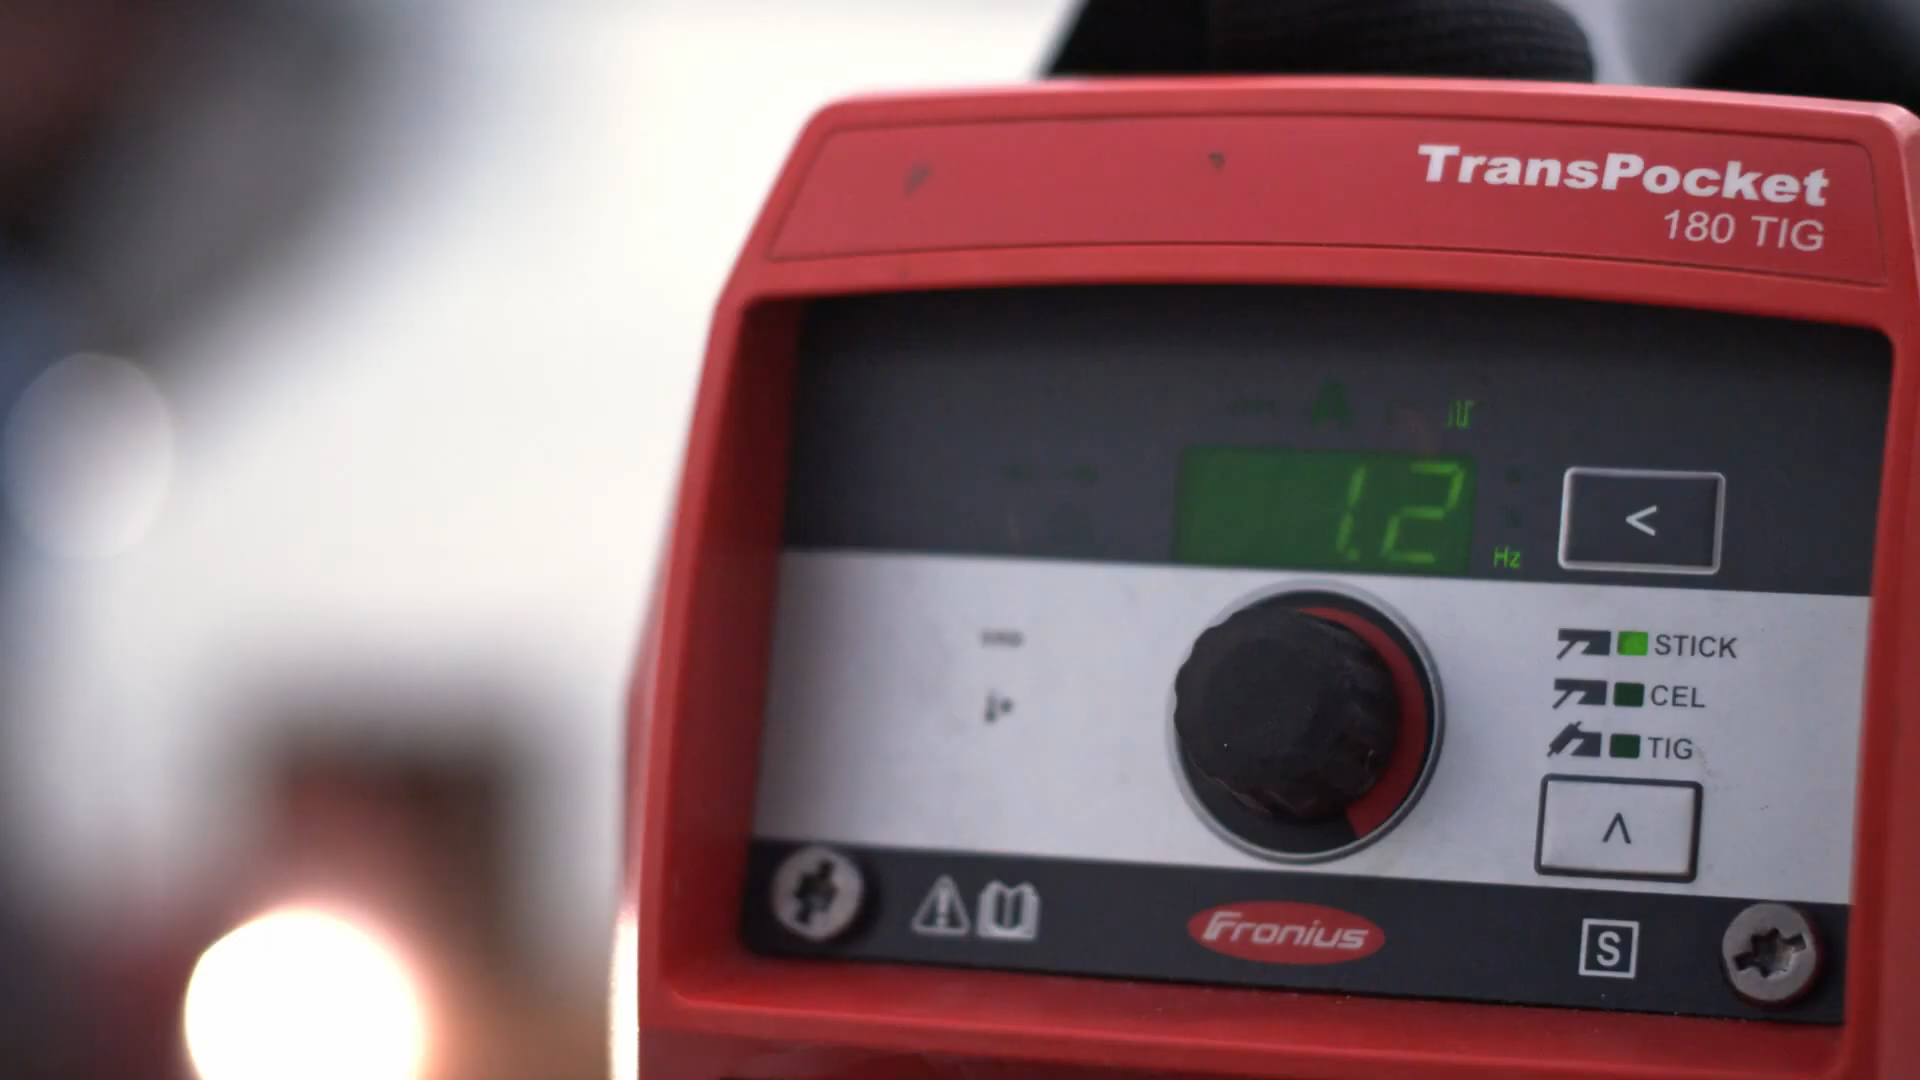 TransPocket
180 TIG
A
1.2
Hz
<
STICK
CEL
TIG
Fronius
S